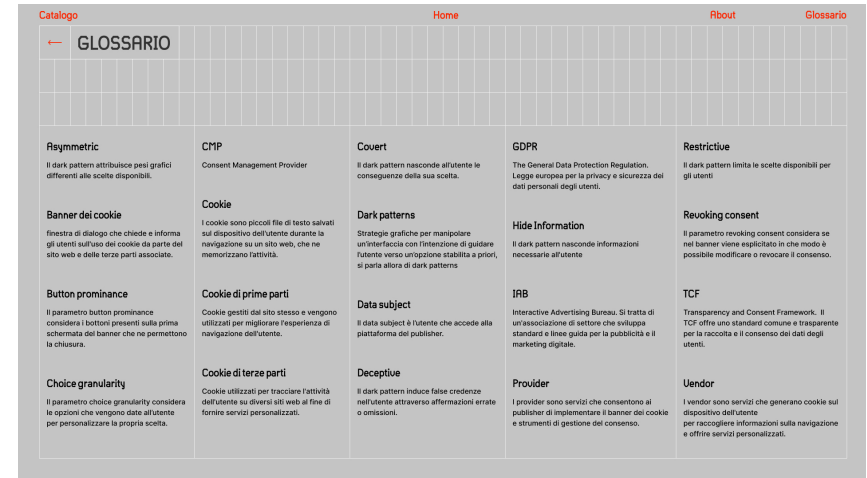 Catalogo
Home
About
Glossario
← GLOSSARIO
Asymmetric
Il dark pattern attribuisce pesi grafici
differenti alle scelte disponibili.
Banner dei cookie
finestra di dialogo che chiede e informa
gli utenti sull'uso dei cookie da parte del
sito web e delle terze parti associate.
Button prominance
Il parametro button prominance
considera i bottoni presenti sulla prima
schermata del banner che ne permettono
la chiusura.
Choice granularity
Il parametro choice granularity considera
le opzioni che vengono date all'utente
per personalizzare la propria scelta.
CMP
Consent Management Provider
Cookie
I cookie sono piccoli file di testo salvati
sul dispositivo dell'utente durante la
navigazione su un sito web, che ne
memorizzano l'attività.
Cookie di prime parti
Cookie gestiti dal sito stesso e vengono
utilizzati per migliorare l'esperienza di
navigazione dell'utente.
Cookie di terze parti
Cookie utilizzati per tracciare l'attività
dell'utente su diversi siti web al fine di
fornire servizi personalizzati.
Covert
Il dark pattern nasconde all'utente le
conseguenze della sua scelta.
Dark patterns
Strategie grafiche per manipolare
un'interfaccia con l'intenzione di guidare
l'utente verso un'opzione stabilita a priori,
si parla allora di dark patterns
Data subject
Il data subject è l'utente che accede alla
piattaforma del publisher.
Deceptive
Il dark pattern induce false credenze
nell'utente attraverso affermazioni errate
o omissioni.
GDPR
The General Data Protection Regulation.
Legge europea per la privacy e sicurezza dei
dati personali degli utenti.
Hide Information
Il dark pattern nasconde informazioni
necessarie all'utente
IAB
Interactive Advertising Bureau. Si tratta di
un'associazione di settore che sviluppa
standard e linee guida per la pubblicità e il
marketing digitale.
Provider
I provider sono servizi che consentono ai
publisher di implementare il banner dei cookie
e strumenti di gestione del consenso.
Restrictive
Il dark pattern limita le scelte disponibili per
gli utenti
Revoking consent
Il parametro revoking consent considera se
nel banner viene esplicitato in che modo è
possibile modificare o revocare il consenso.
TCF
Transparency and Consent Framework. Il
TCF offre uno standard comune e trasparente
per la raccolta e il consenso dei dati degli
utenti.
Vendor
I vendor sono servizi che generano cookie sul
dispositivo dell'utente
per raccogliere informazioni sulla navigazione
e offrire servizi personalizzati.